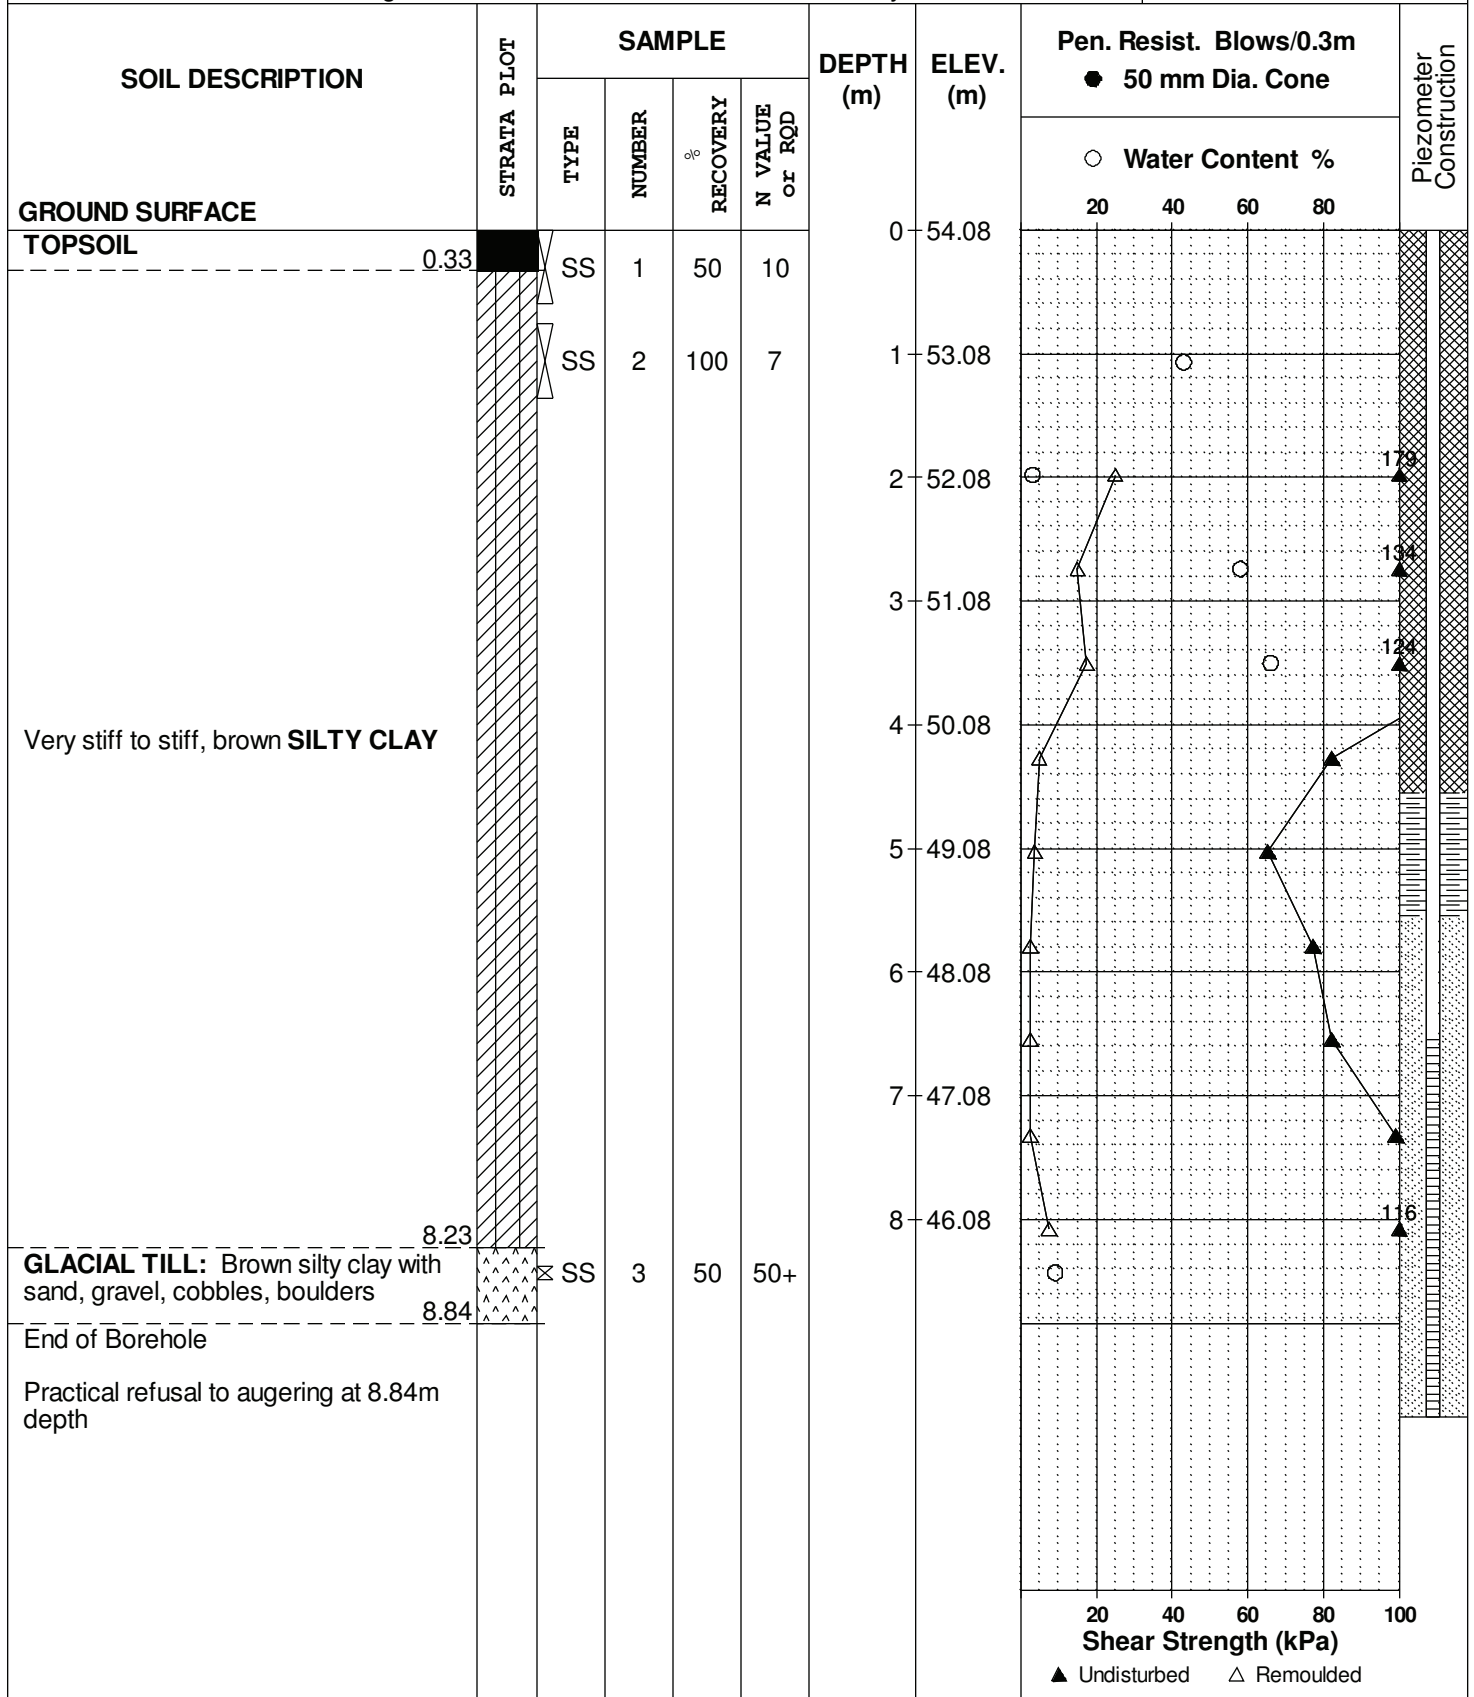 SOIL DESCRIPTION
GROUND SURFACE
STRATA PLOT
SAMPLE
TYPE
NUMBER
% RECOVERY
N VALUE or RQD
DEPTH (m)
ELEV. (m)
Pen. Resist. Blows/0.3m
● 50 mm Dia. Cone
○ Water Content %
20 40 60 80
Piezometer Construction
TOPSOIL
0.33
SS 1 50 10
0 54.08
SS 2 100 7
1 53.08
2 52.08
179
134
3 51.08
124
4 50.08
Very stiff to stiff, brown SILTY CLAY
5 49.08
6 48.08
7 47.08
8 46.08
116
8.23
GLACIAL TILL: Brown silty clay with
sand, gravel, cobbles, boulders
SS 3 50 50+
8.84
End of Borehole
Practical refusal to augering at 8.84m
depth
20 40 60 80 100
Shear Strength (kPa)
▲ Undisturbed △ Remoulded